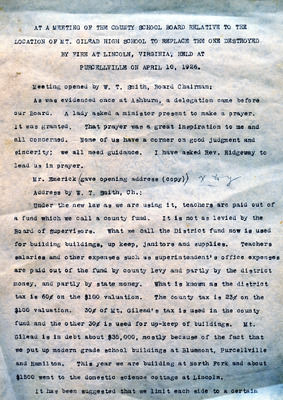 AT A MEETING OF THE COUNTY SCHOOL BOARD RELATIVE TO THE
LOCATION OF MT. GILEAD HIGH SCHOOL TO REPLACE THE ONE DESTROYED
BY FIRE AT LINCOLN, VIRGINIA, HELD AT
PURCELLVILLE ON APRIL 10, 1926.
Meeting opened by W. T. Smith, Board Chairman;
As was evidenced once at Ashburn, a delegation came before
our Board. A lady asked a minister present to make a prayer.
It was granted. That prayer was a great inspiration to me and
all concerned. None of us have a corner on good judgment and
sincerity; we all need guidance. I have asked Rev. Ridgeway to
lead us in prayer.
Mr. Emerick (gave opening address (copy))
Address by W. T. Smith, Ch.:
Under the new law as we are using it, teachers are paid out of
a fund which we call a county fund. It is not as levied by the
Board of Supervisors. What we call the District fund now is used
for building buildings, up keep, janitors and supplies. Teachers
salaries and other expenses such as superintendent's office expenses
are paid out of the fund by county levy and partly by the district
money, and partly by state money. What is known as the district
tax is 60¢ on the $100 valuation. The county tax is 23¢ on the
$100 valuation. 30¢ of Mt. Gilead's tax is used in the county
fund and the other 30¢ is used for up-keep of buildings. Mt.
Gilead is in debt about $35,000, mostly because of the fact that
we put up modern grade school buildings at Bluemont, Purcellville
and Hamilton. This year we are building at North Fork and about
$1500 went to the domestic science cottage at Lincoln.
It has been suggested that we limit each side to a certain